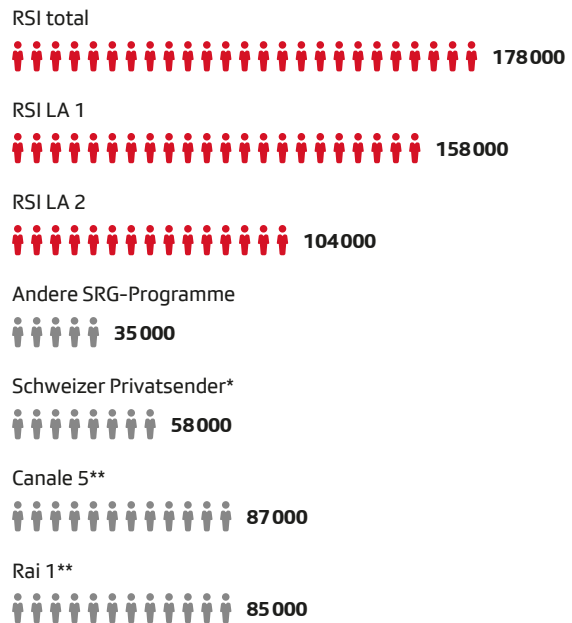 RSI total
178 000
RSI LA 1
158 000
RSI LA 2
104 000
Andere SRG-Programme
35 000
Schweizer Privatsender*
58 000
Canale 5**
87 000
Rai 1**
85 000